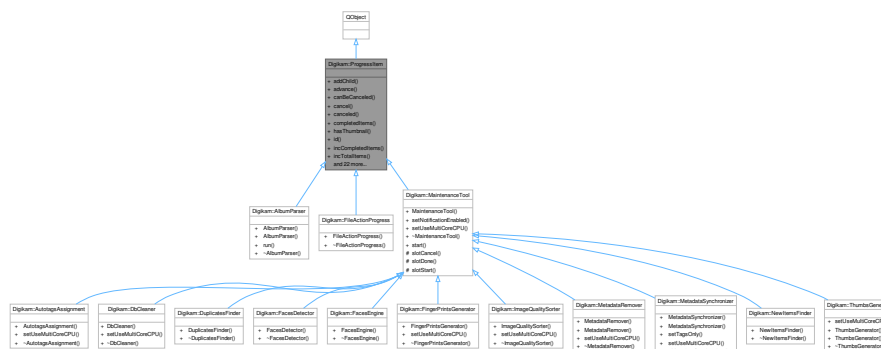 QObject
Digikam::ProgressItem
+ addChild()
+ advance()
+ canBeCanceled()
+ cancel()
+ canceled()
+ completedItems()
+ hasThumbnail()
+ id()
+ incCompletedItems()
+ incTotalItems()
and 22 more...
Digikam::AlbumParser
+ AlbumParser()
+ AlbumParser()
+ run()
+ ~AlbumParser()
Digikam::FileActionProgress
+ FileActionProgress()
+ ~FileActionProgress()
Digikam::MaintenanceTool
+ MaintenanceTool()
+ setNotificationEnabled()
+ setUseMultiCoreCPU()
+ ~MaintenanceTool()
+ start()
# slotCancel()
# slotDone()
# slotStart()
Digikam::AutotagsAssignment
+ AutotagsAssignment()
+ setUseMultiCoreCPU()
+ ~AutotagsAssignment()
Digikam::DbCleaner
+ DbCleaner()
+ setUseMultiCoreCPU()
+ ~DbCleaner()
Digikam::DuplicatesFinder
+ DuplicatesFinder()
+ ~DuplicatesFinder()
Digikam::FacesDetector
+ FacesDetector()
+ ~FacesDetector()
Digikam::FacesEngine
+ FacesEngine()
+ ~FacesEngine()
Digikam::FingerPrintsGenerator
+ FingerPrintsGenerator()
+ setUseMultiCoreCPU()
+ ~FingerPrintsGenerator()
Digikam::ImageQualitySorter
+ ImageQualitySorter()
+ setUseMultiCoreCPU()
+ ~ImageQualitySorter()
Digikam::MetadataRemover
+ MetadataRemover()
+ MetadataRemover()
+ setUseMultiCoreCPU()
+ ~MetadataRemover()
Digikam::MetadataSynchronizer
+ MetadataSynchronizer()
+ MetadataSynchronizer()
+ setTagsOnly()
+ setUseMultiCoreCPU()
Digikam::NewItemsFinder
+ NewItemsFinder()
+ ~NewItemsFinder()
Digikam::ThumbsGener
+ setUseMultiCoreCPU
+ ThumbsGenerator()
+ ThumbsGenerator()
+ ~ThumbsGenerator